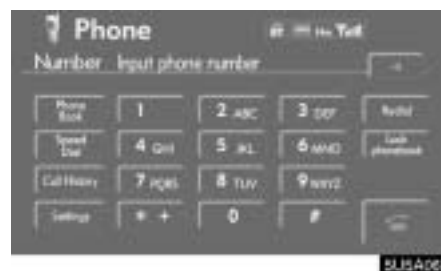 Phone
Number Input phone number
Phone Book 1 2 ABC 3 DEF Redial
Speed Dial 4 GHI 5 JKL 6 MNO Lock phonebook
Call History 7 PQRS 8 TUV 9 WXYZ
Settings * + 0 #